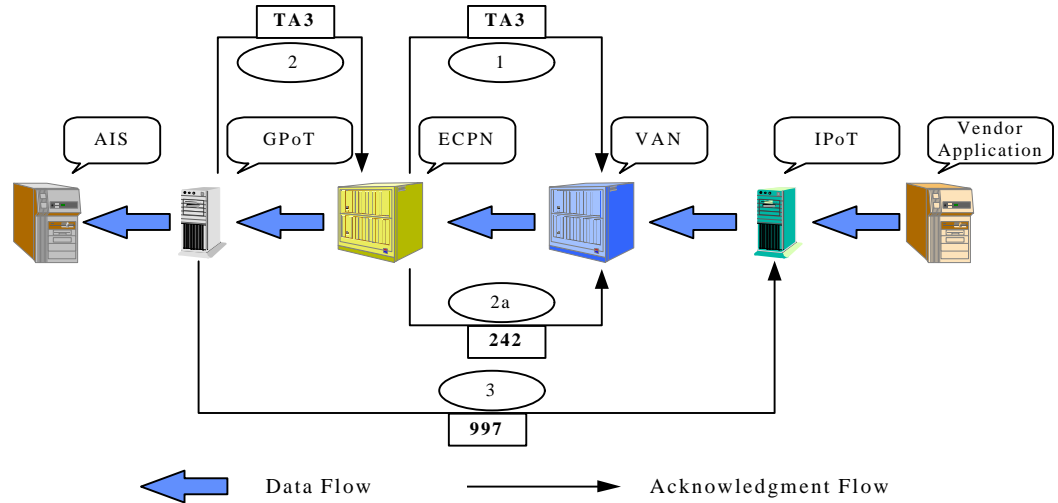 TA3
TA3
2
1
AIS
GPoT
ECPN
VAN
IPoT
Vendor
Application
2a
242
3
997
Data Flow
Acknowledgment Flow